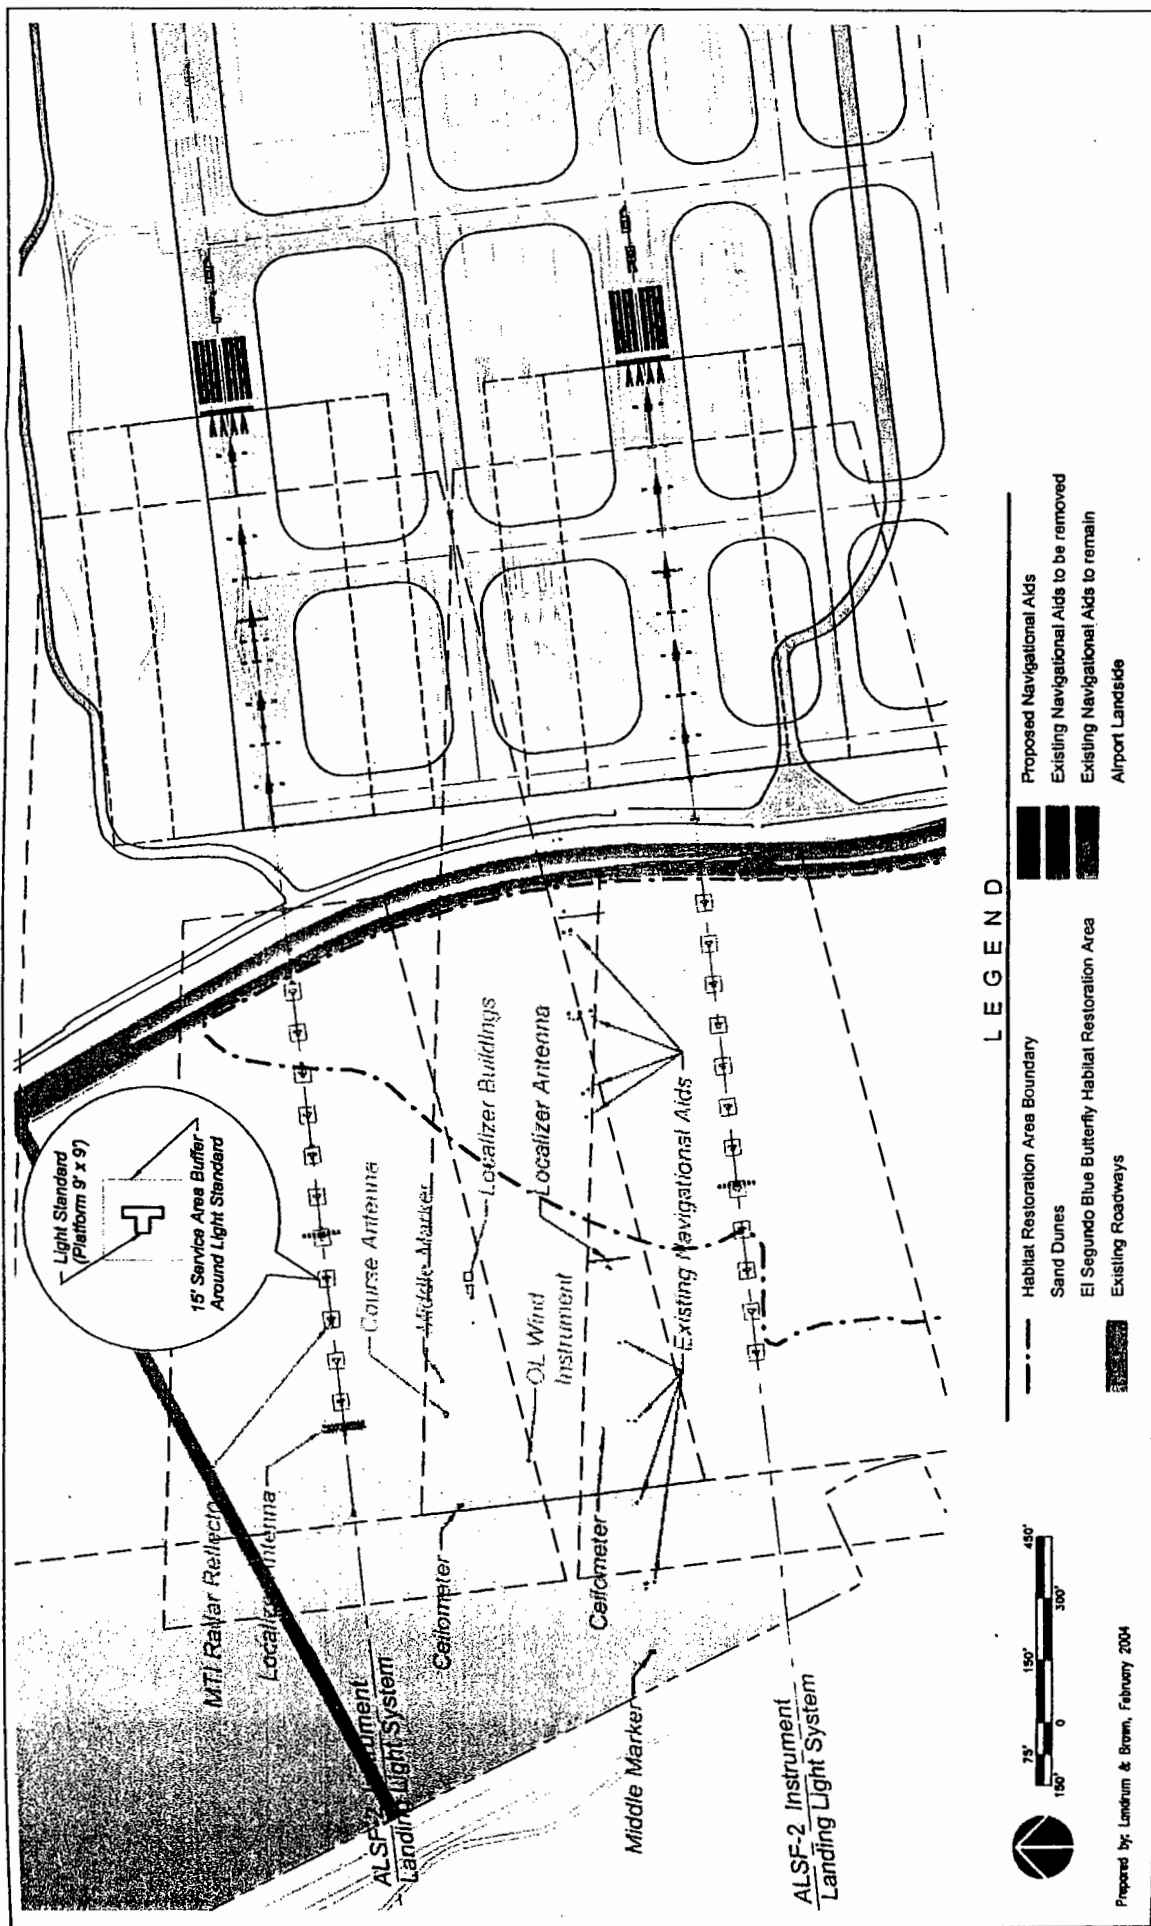 Light Standard
(Platform 9' x 9')
15' Service Area Buffer
Around Light Standard
MTI Radar Reflector
Localizer Antenna
Course Antenna
Middle Marker
Localizer Buildings
Localizer Antenna
OL Wind
Instrument
Existing Navigational Aids
Ceilometer
Ceilometer
ALSF-2 Instrument
Landing Light System
Middle Marker
ALSF-2 Instrument
Landing Light System
LEGEND
Habitat Restoration Area Boundary
Sand Dunes
El Segundo Blue Butterfly Habitat Restoration Area
Existing Roadways
Proposed Navigational Aids
Existing Navigational Aids to be removed
Existing Navigational Aids to remain
Airport Landside
150' 75' 0 150' 300' 450'
Prepared by: Landrum & Brown, February 2004